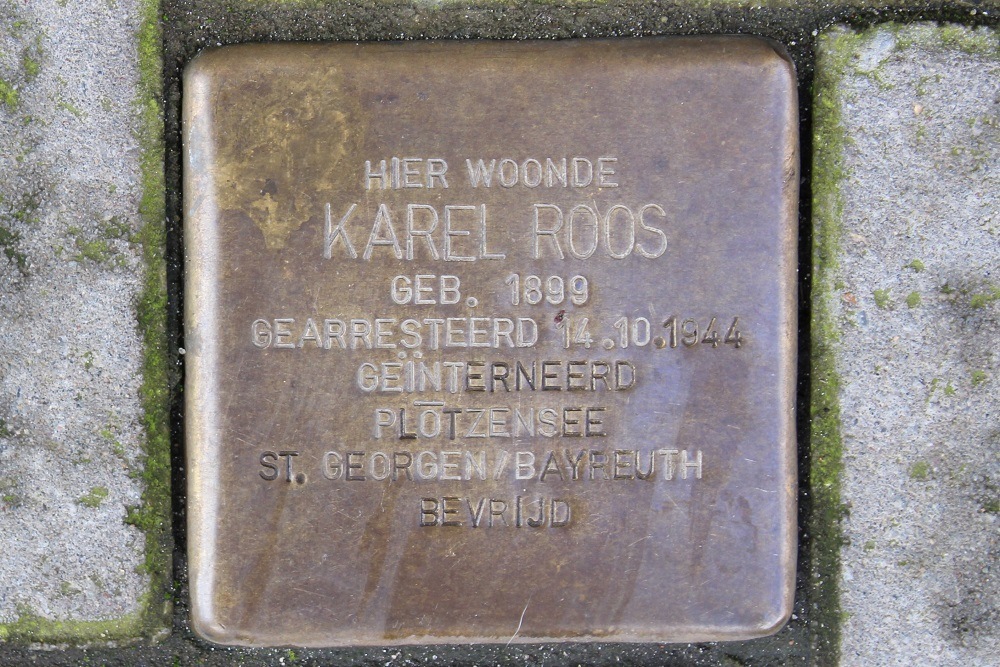 HIER WOONDE
KAREL ROOS
GEB. 1899
GEARRESTEERD 14.10.1944
GEÏNTERNEERD
PLÖTZENSEE
ST. GEORGEN/BAYREUTH
BEVRIJD